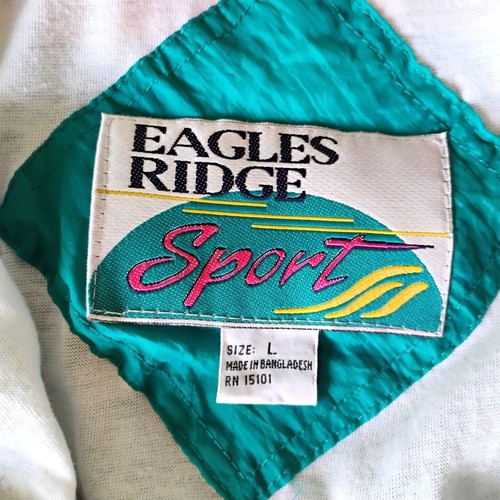 EAGLES
RIDGE
Sport
SIZE: L
MADE IN BANGLADESH
RN 15101